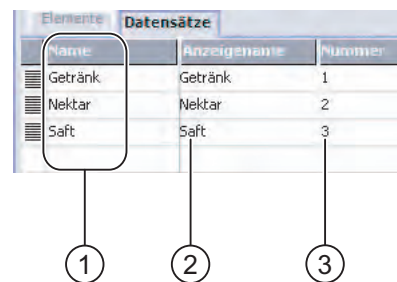 Elemente Datensätze
Name Anzeigename Nummer
Getränk Getränk 1
Nektar Nektar 2
Saft Saft 3
1 2 3